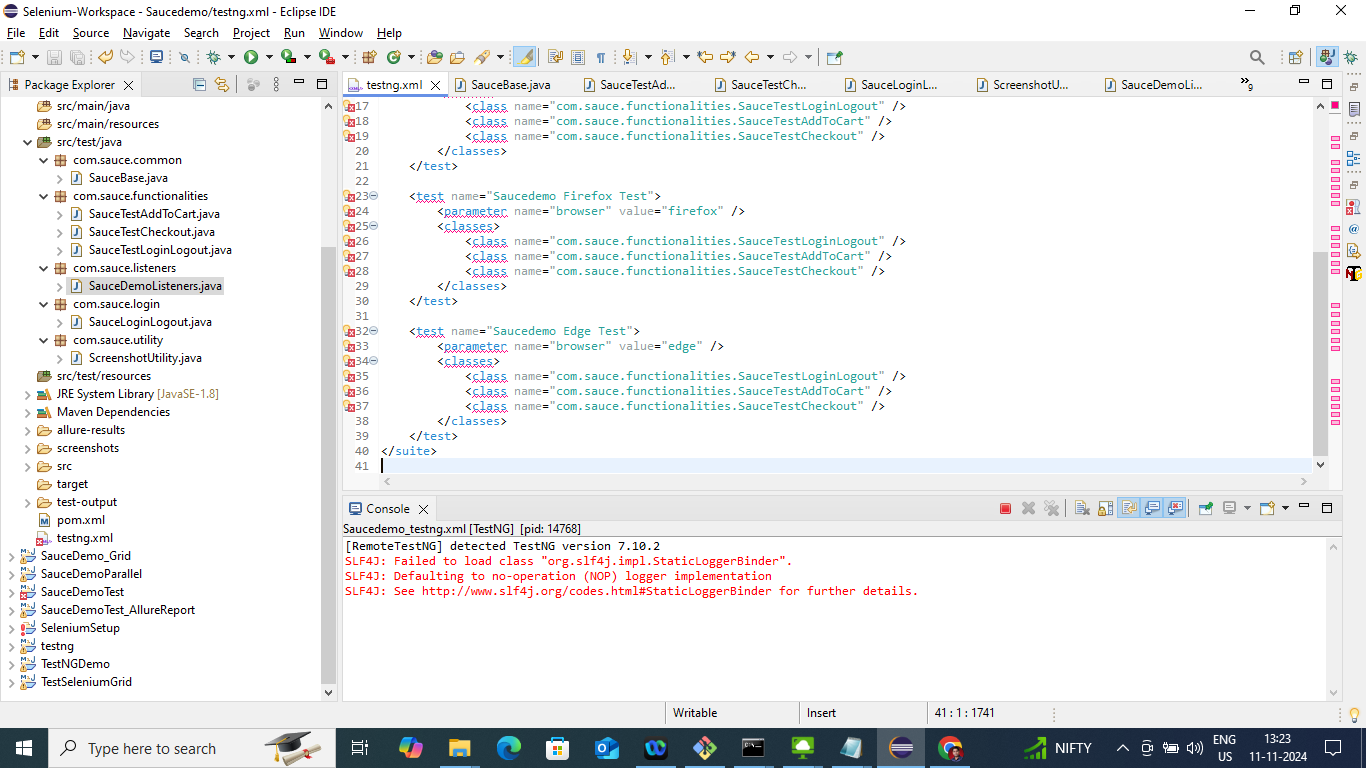 Selenium-Workspace - Saucedemo/testng.xml - Eclipse IDE
File Edit Source Navigate Search Project Run Window Help
Package Explorer
testng.xml SauceBase.java SauceTestAd... SauceTestCh... SauceLoginL... ScreenshotU... SauceDemoLi... »9
src/main/java
src/main/resources
src/test/java
com.sauce.common
SauceBase.java
com.sauce.functionalities
SauceTestAddToCart.java
SauceTestCheckout.java
SauceTestLoginLogout.java
com.sauce.listeners
SauceDemoListeners.java
com.sauce.login
SauceLoginLogout.java
com.sauce.utility
ScreenshotUtility.java
src/test/resources
JRE System Library [JavaSE-1.8]
Maven Dependencies
allure-results
screenshots
src
target
test-output
pom.xml
testng.xml
SauceDemo_Grid
SauceDemoParallel
SauceDemoTest
SauceDemoTest_AllureReport
SeleniumSetup
testng
TestNGDemo
TestSeleniumGrid
17 <class name="com.sauce.functionalities.SauceTestLoginLogout" />
18 <class name="com.sauce.functionalities.SauceTestAddToCart" />
19 <class name="com.sauce.functionalities.SauceTestCheckout" />
20 </classes>
21 </test>
22
23 <test name="Saucedemo Firefox Test">
24 <parameter name="browser" value="firefox" />
25 <classes>
26 <class name="com.sauce.functionalities.SauceTestLoginLogout" />
27 <class name="com.sauce.functionalities.SauceTestAddToCart" />
28 <class name="com.sauce.functionalities.SauceTestCheckout" />
29 </classes>
30 </test>
31
32 <test name="Saucedemo Edge Test">
33 <parameter name="browser" value="edge" />
34 <classes>
35 <class name="com.sauce.functionalities.SauceTestLoginLogout" />
36 <class name="com.sauce.functionalities.SauceTestAddToCart" />
37 <class name="com.sauce.functionalities.SauceTestCheckout" />
38 </classes>
39 </test>
40 </suite>
41
Console
Saucedemo_testng.xml [TestNG] [pid: 14768]
[RemoteTestNG] detected TestNG version 7.10.2
SLF4J: Failed to load class "org.slf4j.impl.StaticLoggerBinder".
SLF4J: Defaulting to no-operation (NOP) logger implementation
SLF4J: See http://www.slf4j.org/codes.html#StaticLoggerBinder for further details.
Writable Insert 41 : 1 : 1741
Type here to search
NIFTY
ENG
US
13:23
11-11-2024